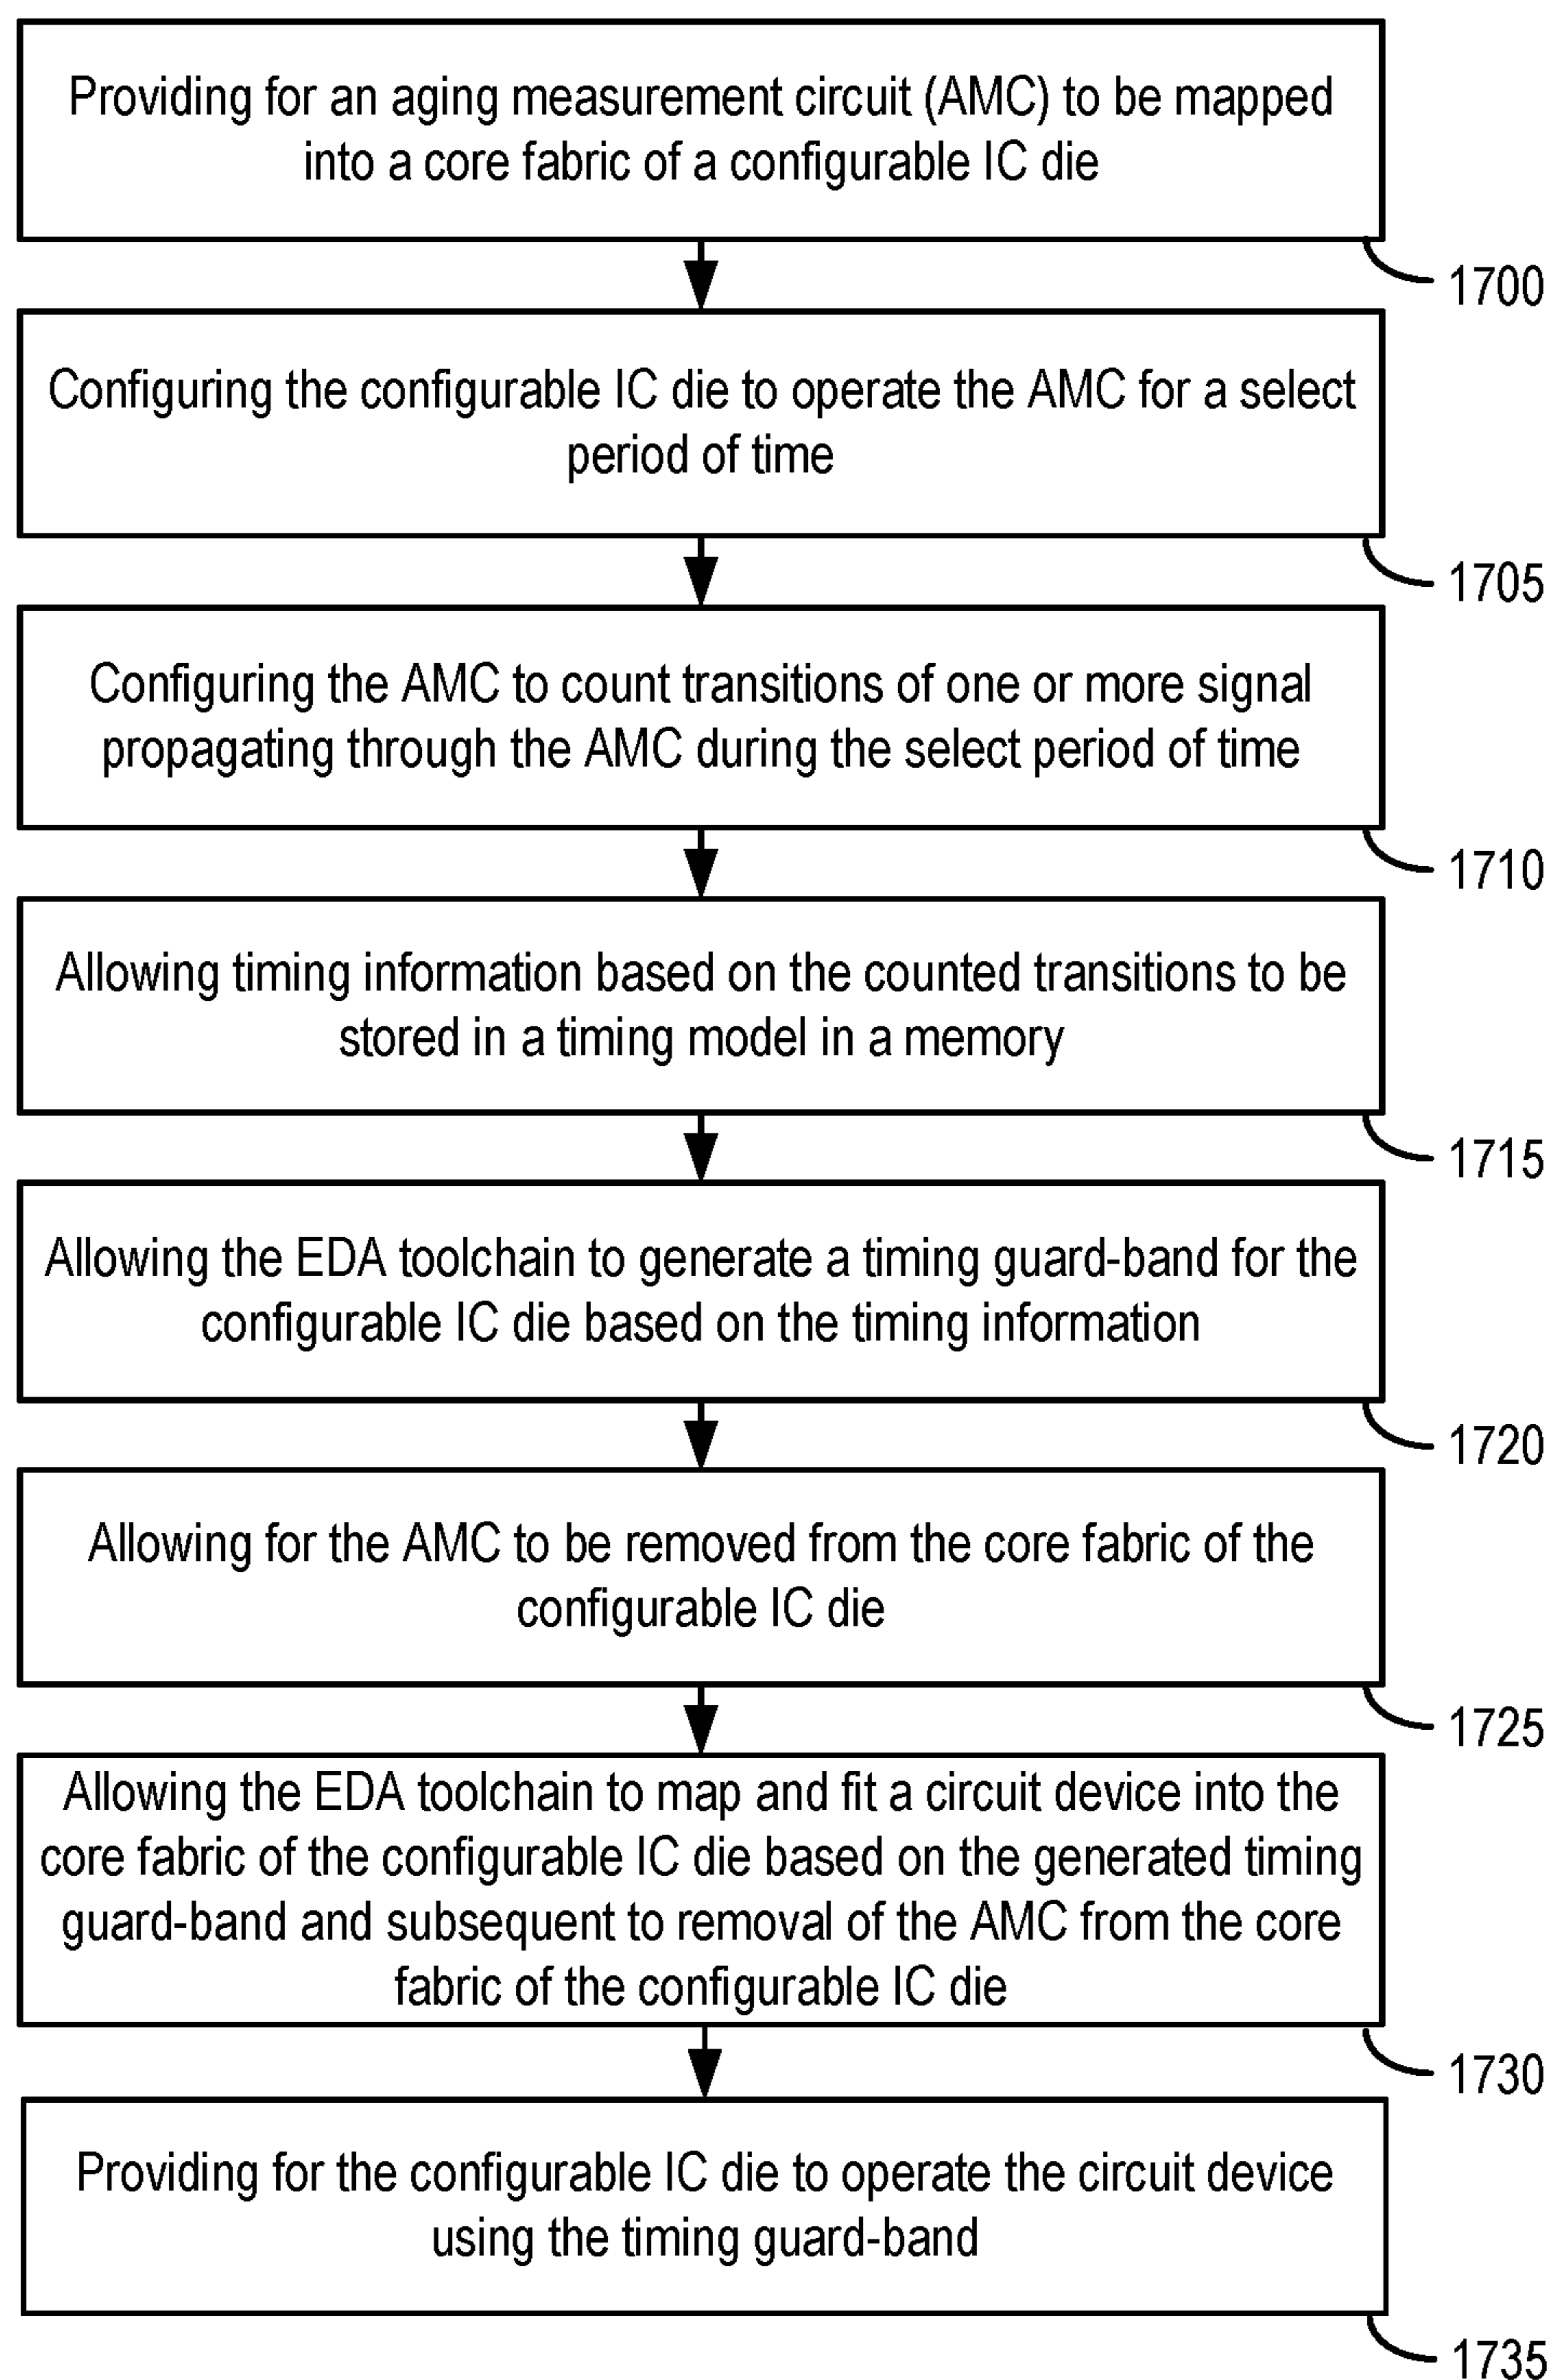 Providing for an aging measurement circuit (AMC) to be mapped
into a core fabric of a configurable IC die
1700
Configuring the configurable IC die to operate the AMC for a select
period of time
1705
Configuring the AMC to count transitions of one or more signal
propagating through the AMC during the select period of time
1710
Allowing timing information based on the counted transitions to be
stored in a timing model in a memory
1715
Allowing the EDA toolchain to generate a timing guard-band for the
configurable IC die based on the timing information
1720
Allowing for the AMC to be removed from the core fabric of the
configurable IC die
1725
Allowing the EDA toolchain to map and fit a circuit device into the
core fabric of the configurable IC die based on the generated timing
guard-band and subsequent to removal of the AMC from the core
fabric of the configurable IC die
1730
Providing for the configurable IC die to operate the circuit device
using the timing guard-band
1735